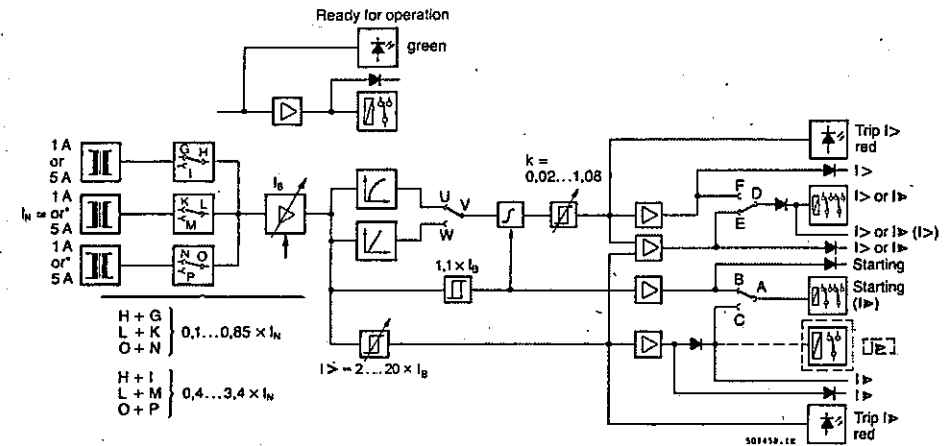 Ready for operation
green
1 A
or
5 A
1 A
I_N = or*
5 A
1 A
or*
5 A
G H
I
K L
M
N O
P
I_B
U V
W
k =
0,02...1,08
1,1 × I_B
I> = 2...20 × I_B
H + G
L + K
O + N
0,1...0,85 × I_N
H + I
L + M
O + P
0,4...3,4 × I_N
Trip I>
red
I>
F D
E
I> or I≫
I> or I≫ (I>)
I> or I≫
Starting
B A
C
Starting
(I≫)
I≫
I≫
I≫
Trip I≫
red